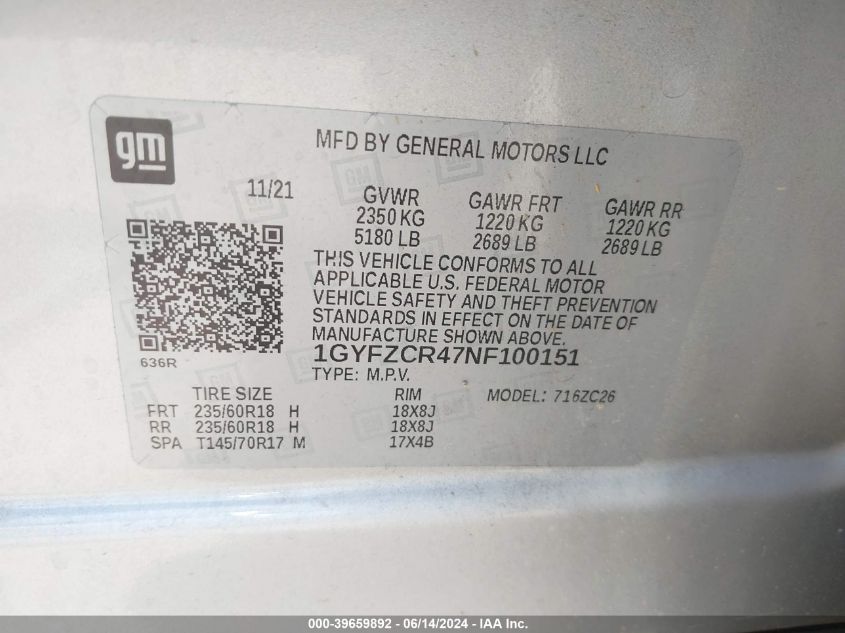 gm
MFD BY GENERAL MOTORS LLC
11/21
GVWR GAWR FRT GAWR RR
2350 KG 1220 KG 1220 KG
5180 LB 2689 LB 2689 LB
THIS VEHICLE CONFORMS TO ALL
APPLICABLE U.S. FEDERAL MOTOR
VEHICLE SAFETY AND THEFT PREVENTION
STANDARDS IN EFFECT ON THE DATE OF
MANUFACTURE SHOWN ABOVE.
636R
1GYFZCR47NF100151
TYPE: M.P.V.
TIRE SIZE RIM MODEL: 716ZC26
FRT 235/60R18 H 18X8J
RR 235/60R18 H 18X8J
SPA T145/70R17 M 17X4B
000-39659892 - 06/14/2024 - IAA Inc.